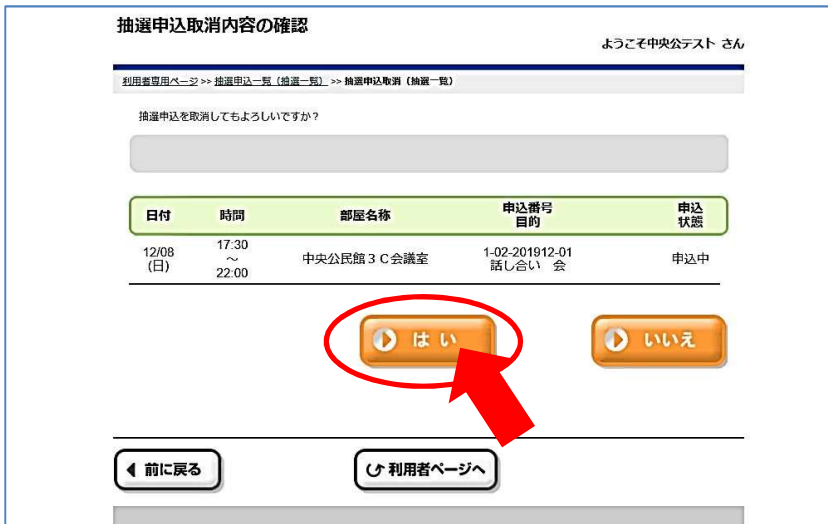 抽選申込取消内容の確認
ようこそ中央公テスト さん
利用者専用ページ >> 抽選申込一覧（抽選一覧） >> 抽選申込取消（抽選一覧）
抽選申込を取消してもよろしいですか？
日付 時間 部屋名称 申込番号 申込
目的 状態
12/08 17:30 中央公民館３Ｃ会議室 1-02-201912-01 申込中
(日) ～ 話し合い 会
22:00
はい いいえ
前に戻る 利用者ページへ